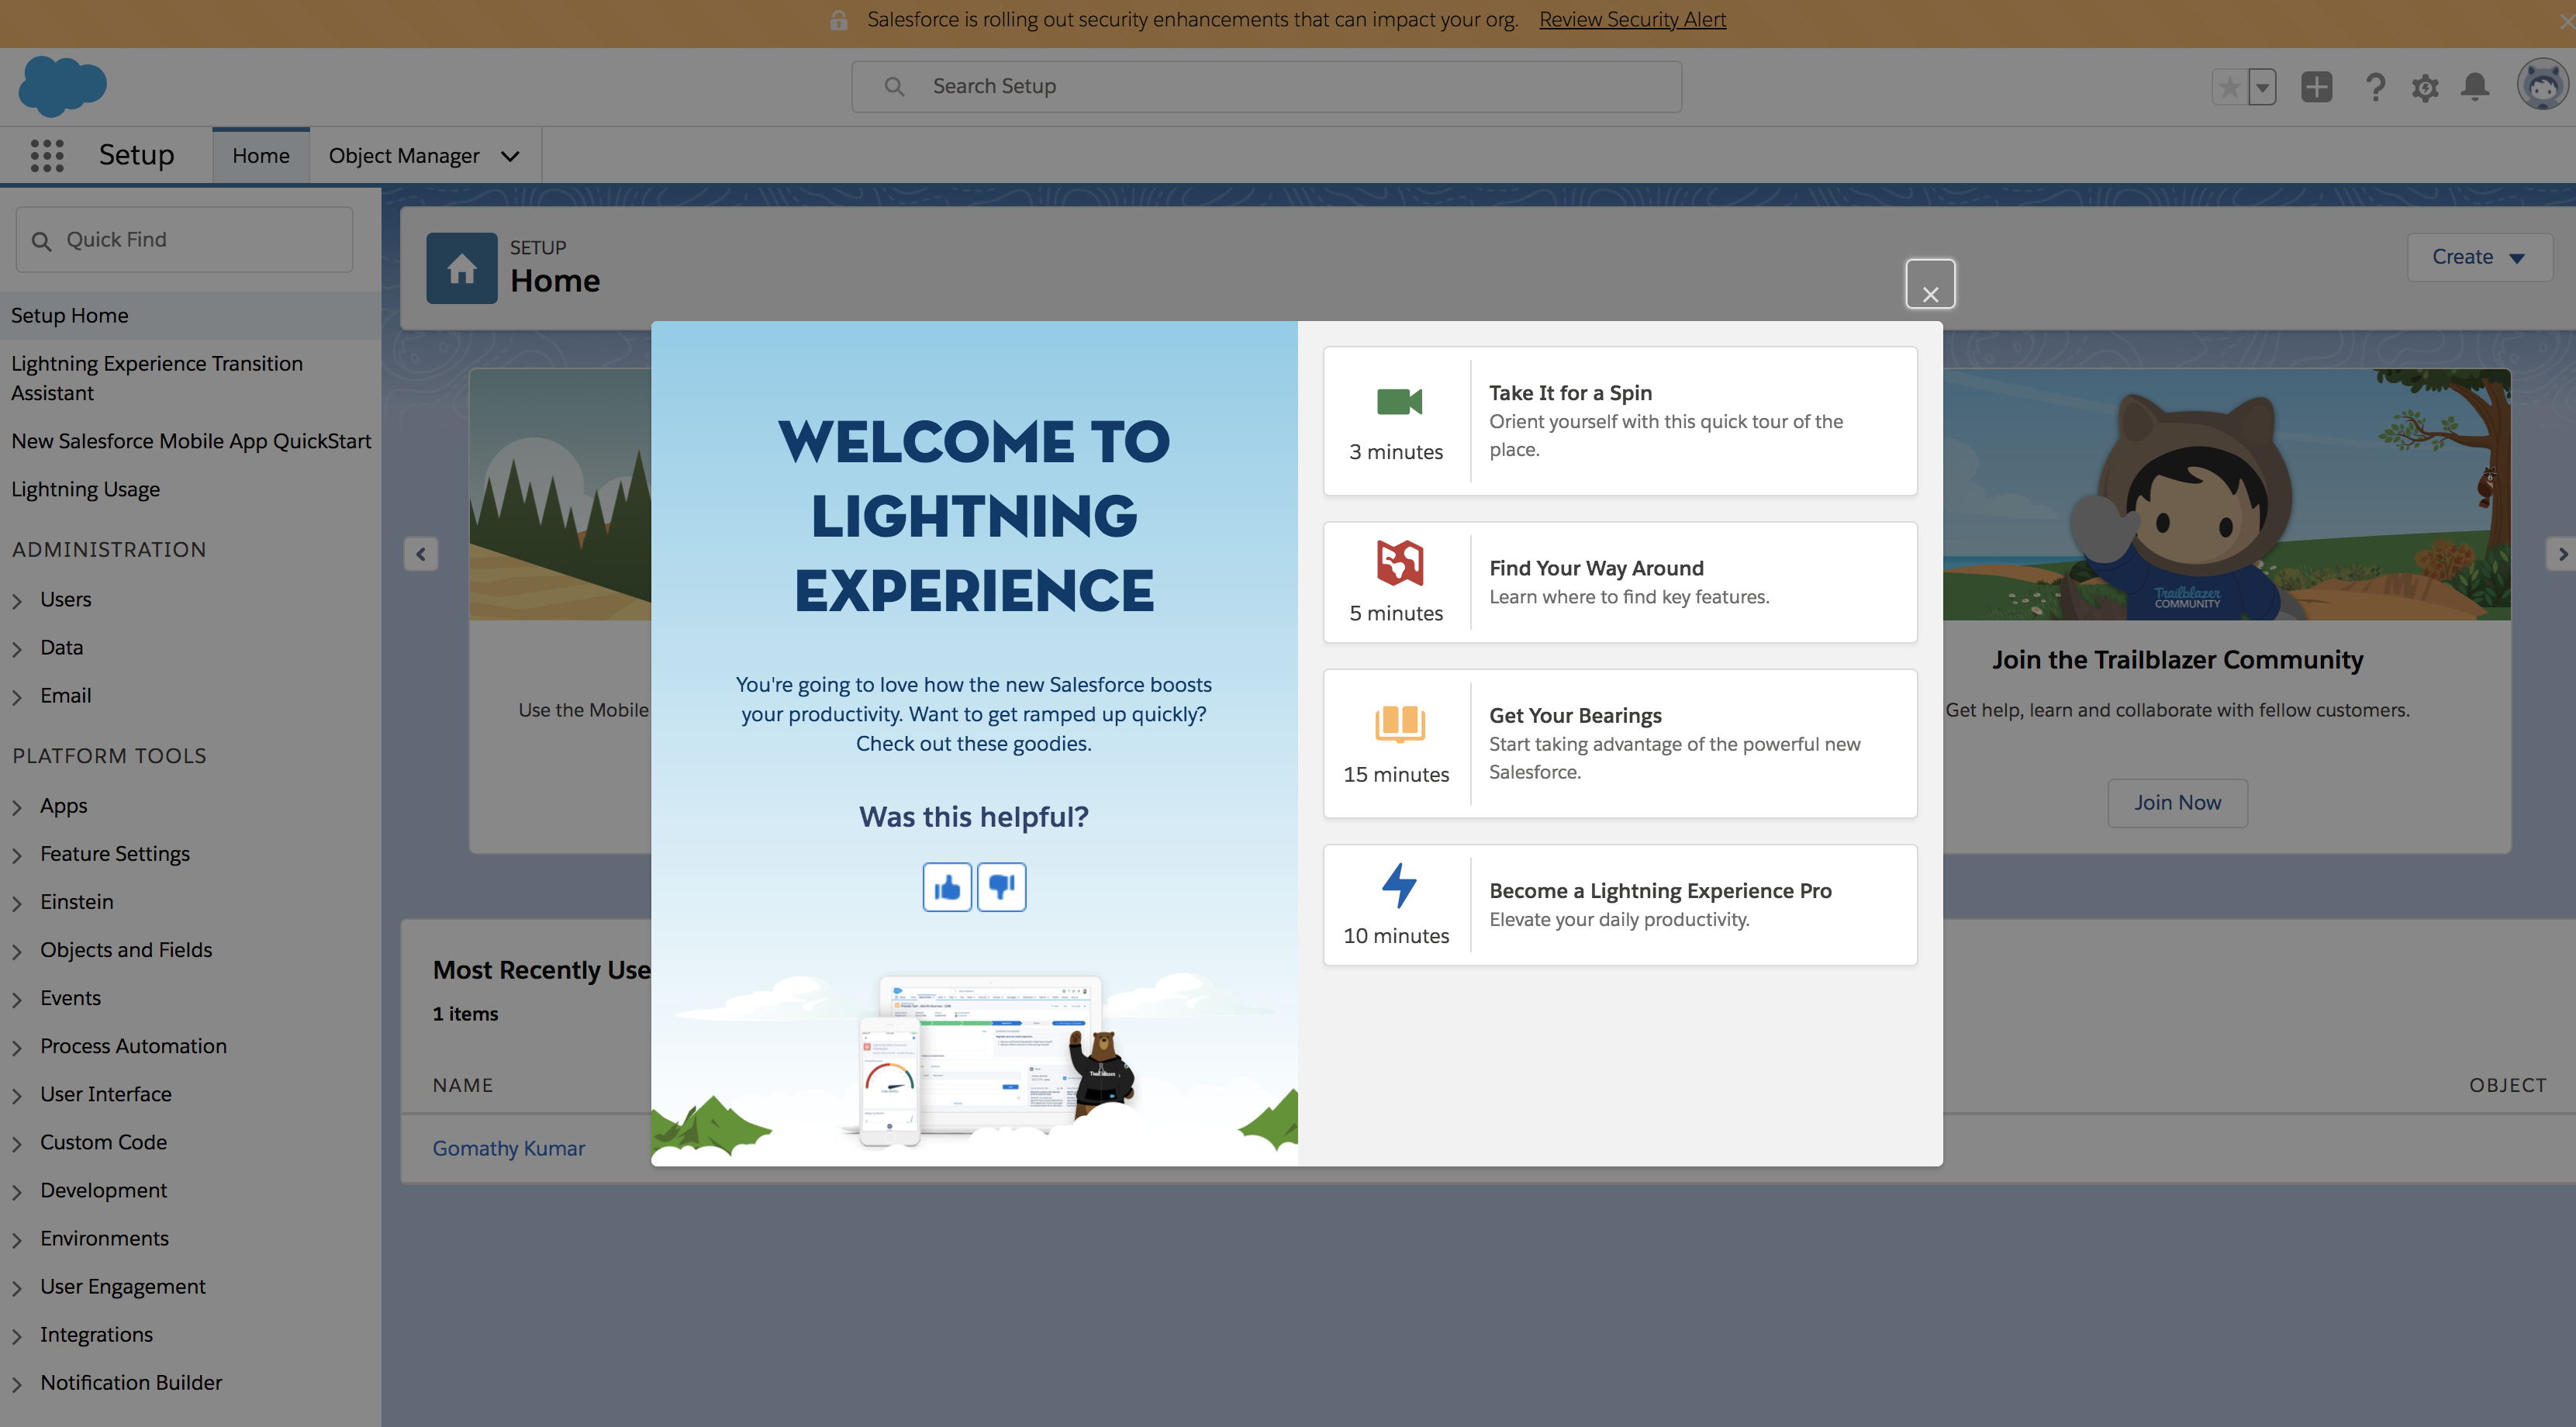 Salesforce is rolling out security enhancements that can impact your org. Review Security Alert
Search Setup
Setup
Home
Object Manager
Quick Find
Setup Home
Lightning Experience Transition
Assistant
New Salesforce Mobile App QuickStart
Lightning Usage
ADMINISTRATION
Users
Data
Email
PLATFORM TOOLS
Apps
Feature Settings
Einstein
Objects and Fields
Events
Process Automation
User Interface
Custom Code
Development
Environments
User Engagement
Integrations
Notification Builder
SETUP
Home
Create
Use the Mobile
Most Recently Use
1 items
NAME
OBJECT
Gomathy Kumar
WELCOME TO
LIGHTNING
EXPERIENCE
You're going to love how the new Salesforce boosts
your productivity. Want to get ramped up quickly?
Check out these goodies.
Was this helpful?
Take It for a Spin
Orient yourself with this quick tour of the
place.
3 minutes
Find Your Way Around
Learn where to find key features.
5 minutes
Get Your Bearings
Start taking advantage of the powerful new
Salesforce.
15 minutes
Become a Lightning Experience Pro
Elevate your daily productivity.
10 minutes
Trailblazer
COMMUNITY
Join the Trailblazer Community
Get help, learn and collaborate with fellow customers.
Join Now